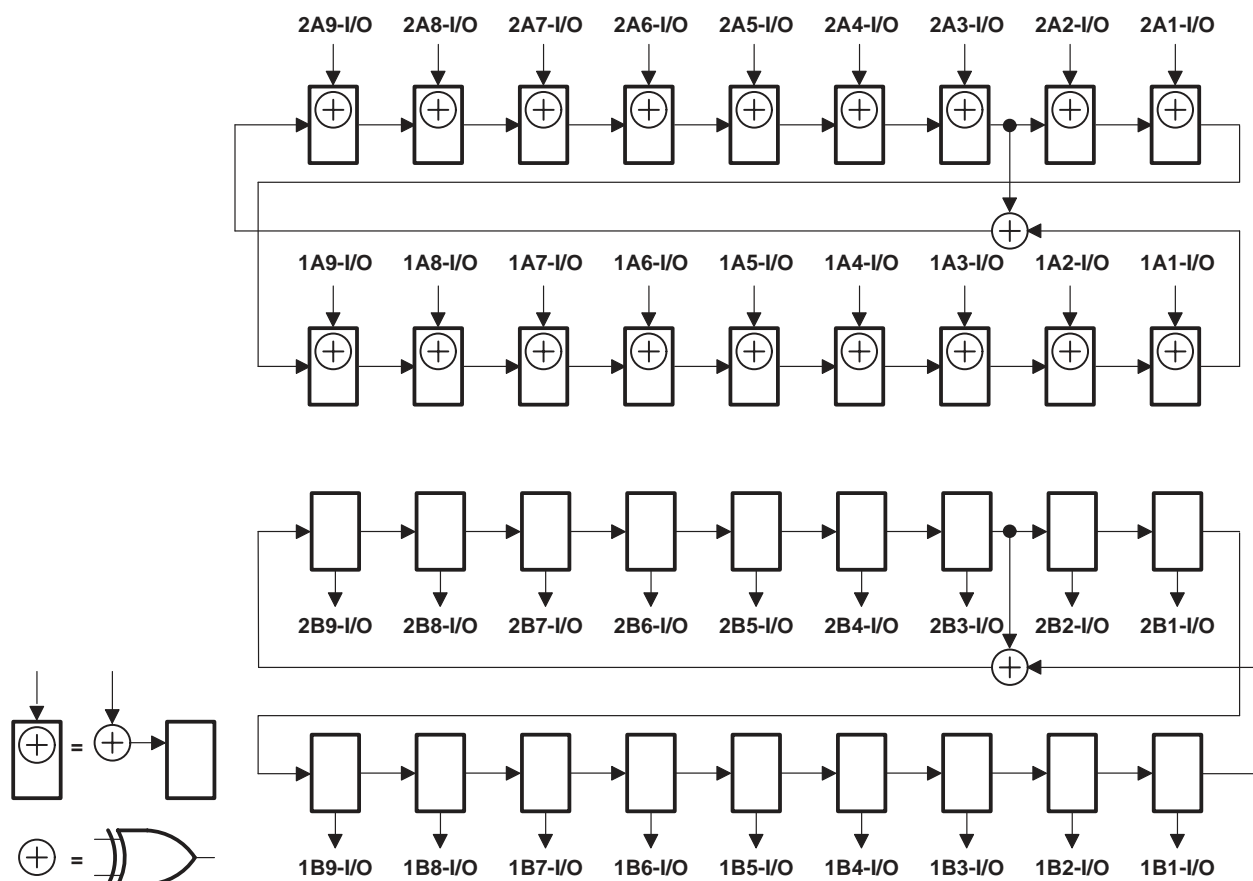 2A9-I/O 2A8-I/O 2A7-I/O 2A6-I/O 2A5-I/O 2A4-I/O 2A3-I/O 2A2-I/O 2A1-I/O
1A9-I/O 1A8-I/O 1A7-I/O 1A6-I/O 1A5-I/O 1A4-I/O 1A3-I/O 1A2-I/O 1A1-I/O
2B9-I/O 2B8-I/O 2B7-I/O 2B6-I/O 2B5-I/O 2B4-I/O 2B3-I/O 2B2-I/O 2B1-I/O
=
=
1B9-I/O 1B8-I/O 1B7-I/O 1B6-I/O 1B5-I/O 1B4-I/O 1B3-I/O 1B2-I/O 1B1-I/O